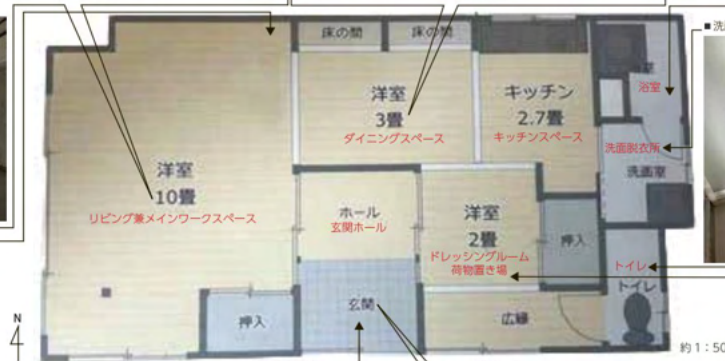 床の間
床の間
洋室
3畳
ダイニングスペース
キッチン
2.7畳
キッチンスペース
室
浴室
■洗
洗面脱衣所
洗面室
洋室
10畳
リビング兼メインワークスペース
ホール
玄関ホール
洋室
2畳
ドレッシングルーム
荷物置き場
押入
トイレ
トイレ
押入
玄関
広縁
N
約1:50